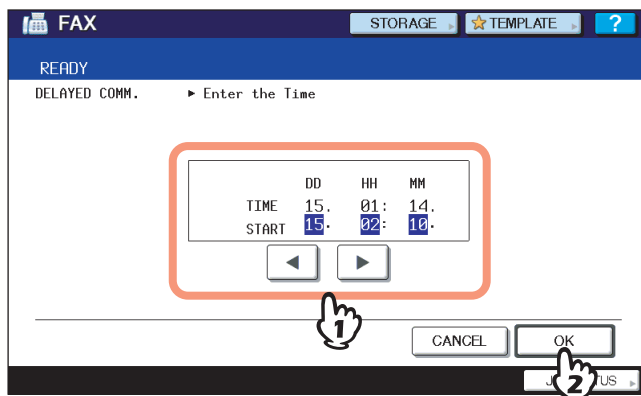 FAX STORAGE TEMPLATE ?
READY
DELAYED COMM. ▶ Enter the Time
DD HH MM
TIME 15. 01: 14.
START 15. 02: 10.
1
CANCEL OK
2